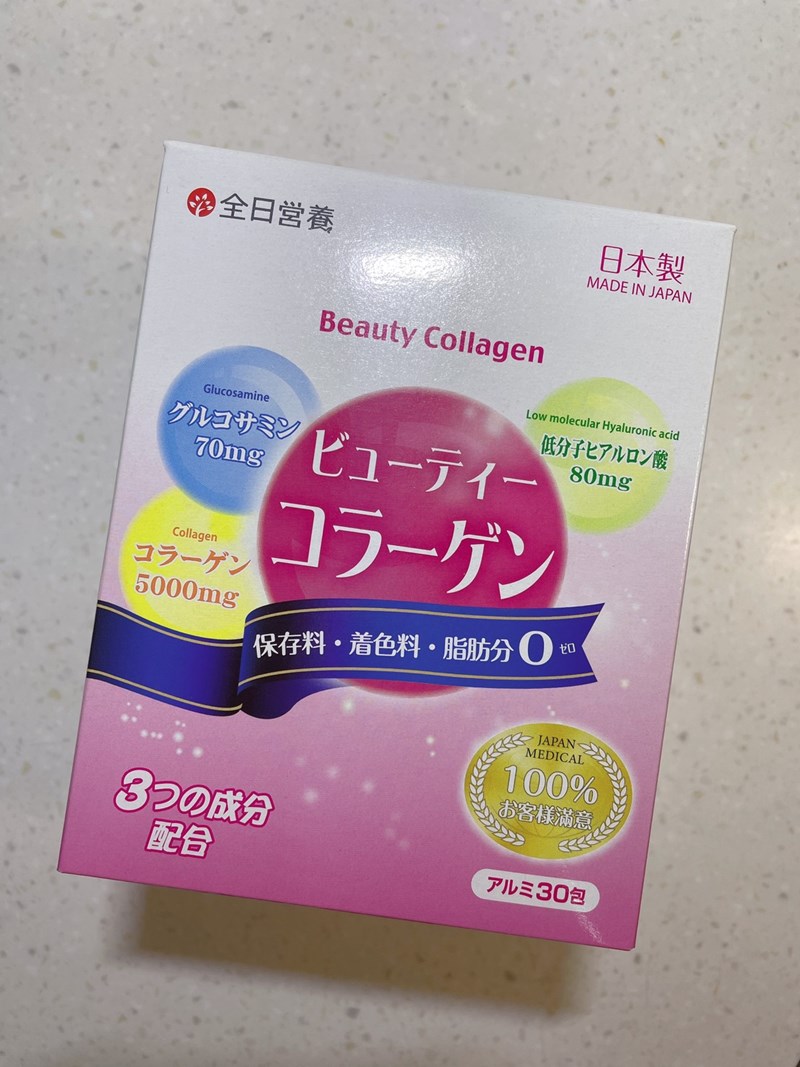 全日営養
日本製
MADE IN JAPAN
Beauty Collagen
Glucosamine
グルコサミン
70mg
Low molecular Hyaluronic acid
低分子ヒアルロン酸
80mg
ビューティー
コラーゲン
Collagen
コラーゲン
5000mg
保存料・着色料・脂肪分0ゼロ
JAPAN
MEDICAL
100%
お客様満意
3つの成分
配合
アルミ30包